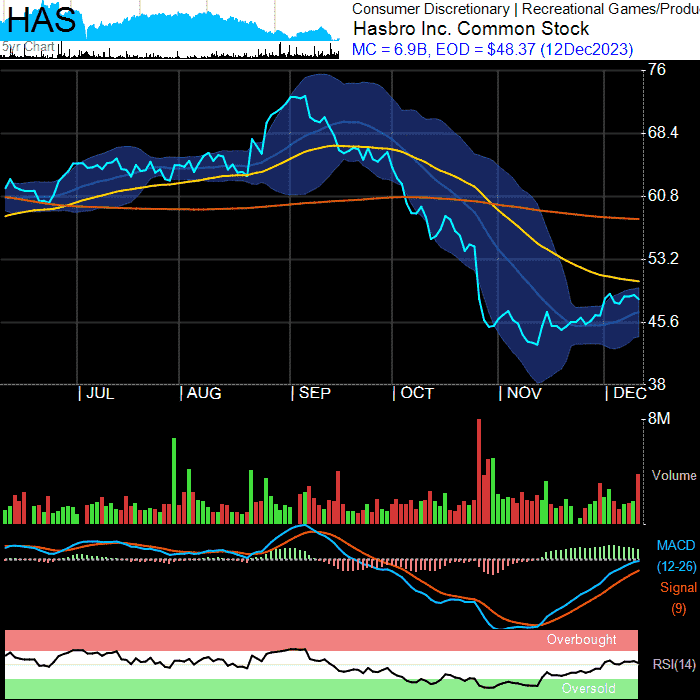 HAS
5yr Chart
Consumer Discretionary | Recreational Games/Produ
Hasbro Inc. Common Stock
MC = 6.9B, EOD = $48.37 (12Dec2023)
76
68.4
60.8
53.2
45.6
38
| JUL | AUG | SEP | OCT | NOV | DEC
8M
Volume
MACD
(12-26)
Signal
(9)
Overbought
RSI(14)
Oversold